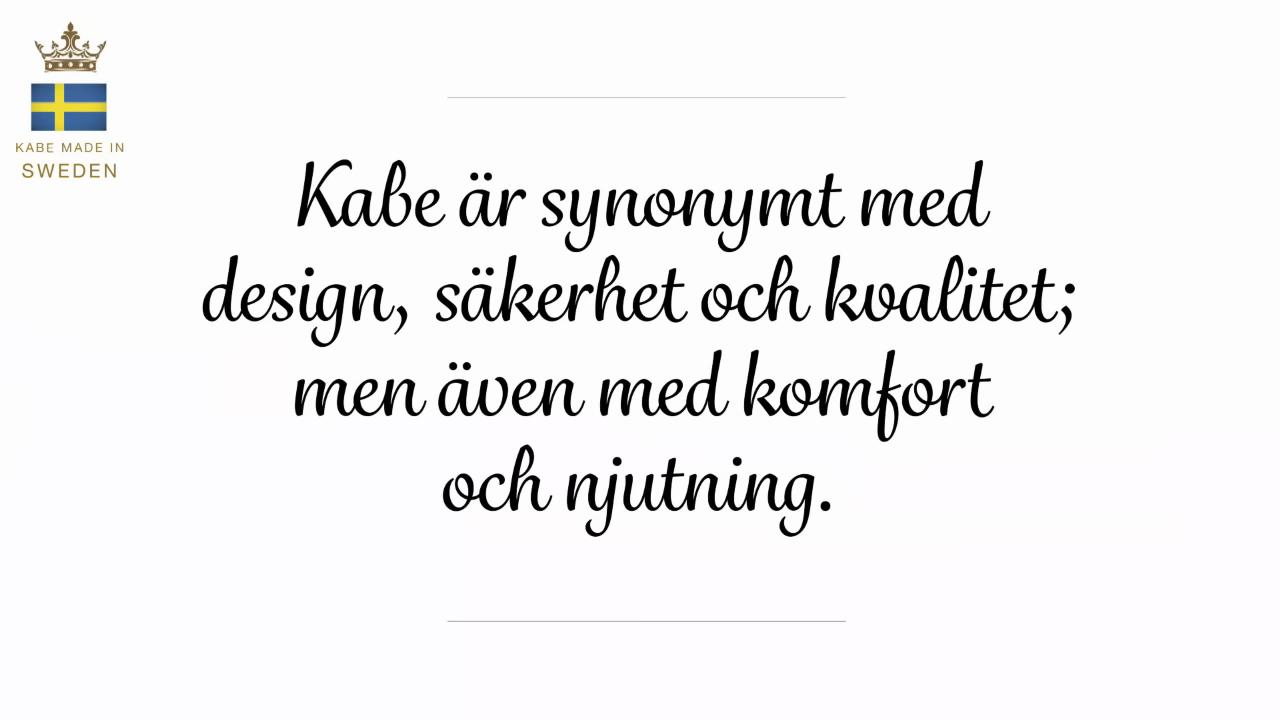 KABE MADE IN
SWEDEN
Kabe är synonymt med
design, säkerhet och kvalitet;
men även med komfort
och njutning.